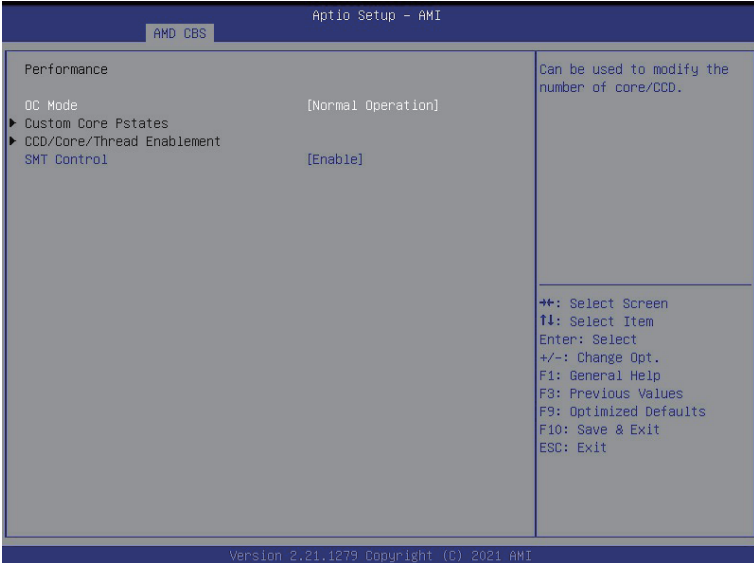 Aptio Setup – AMI
AMD CBS
Performance
OC Mode [Normal Operation]
Custom Core Pstates
CCD/Core/Thread Enablement
SMT Control [Enable]
Can be used to modify the
number of core/CCD.
→←: Select Screen
↑↓: Select Item
Enter: Select
+/-: Change Opt.
F1: General Help
F3: Previous Values
F9: Optimized Defaults
F10: Save & Exit
ESC: Exit
Version 2.21.1279 Copyright (C) 2021 AMI